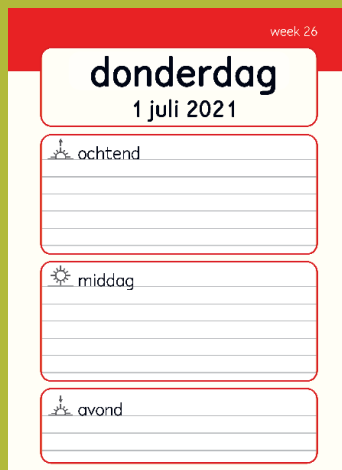 week 26
donderdag
1 juli 2021
ochtend
middag
avond